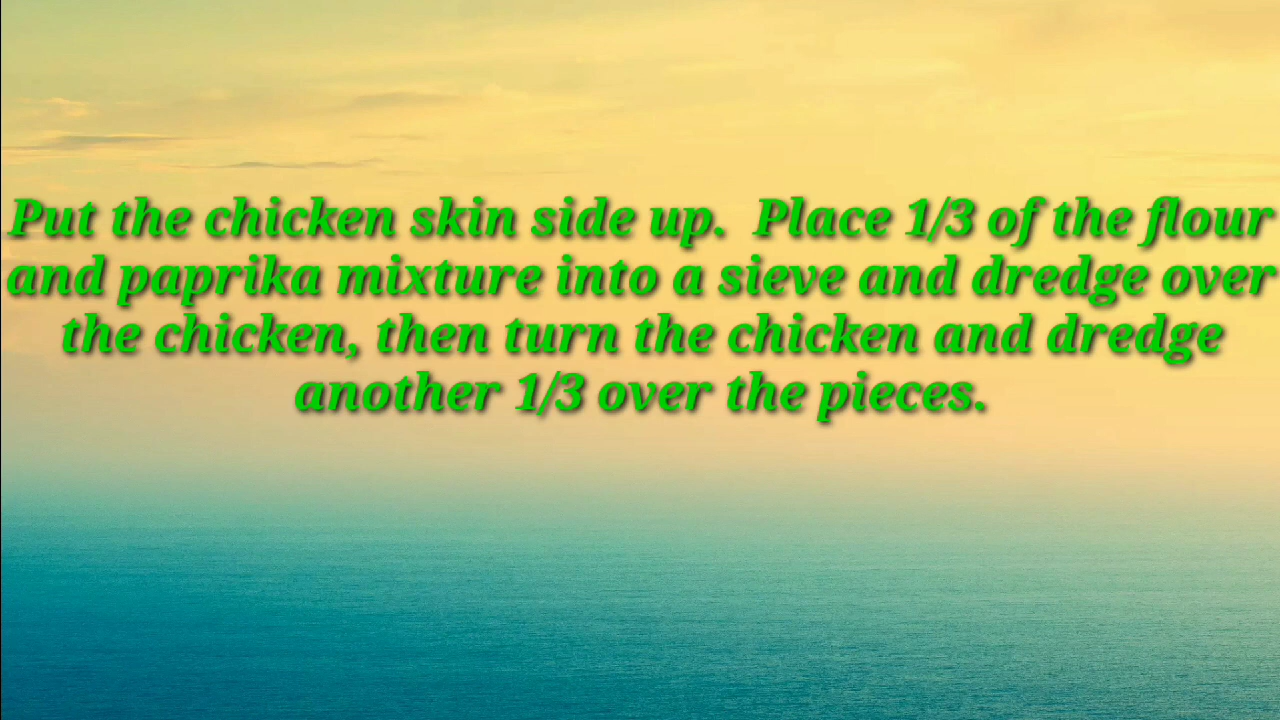 Put the chicken skin side up.  Place 1/3 of the flour
and paprika mixture into a sieve and dredge over
the chicken, then turn the chicken and dredge
another 1/3 over the pieces.